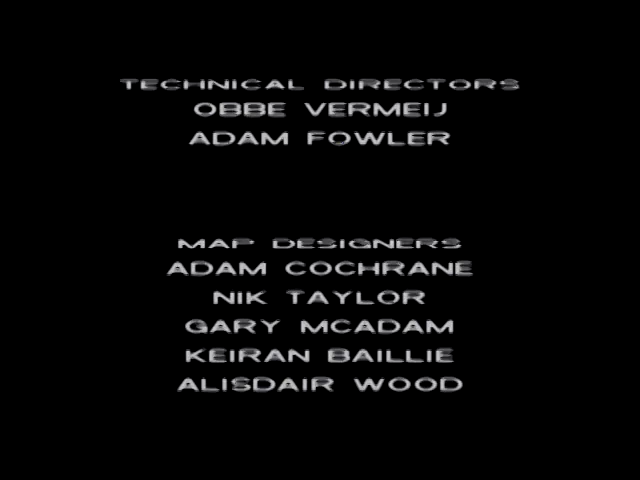 TECHNICAL DIRECTORS
OBBE VERMEIJ
ADAM FOWLER
MAP DESIGNERS
ADAM COCHRANE
NIK TAYLOR
GARY MCADAM
KEIRAN BAILLIE
ALISDAIR WOOD